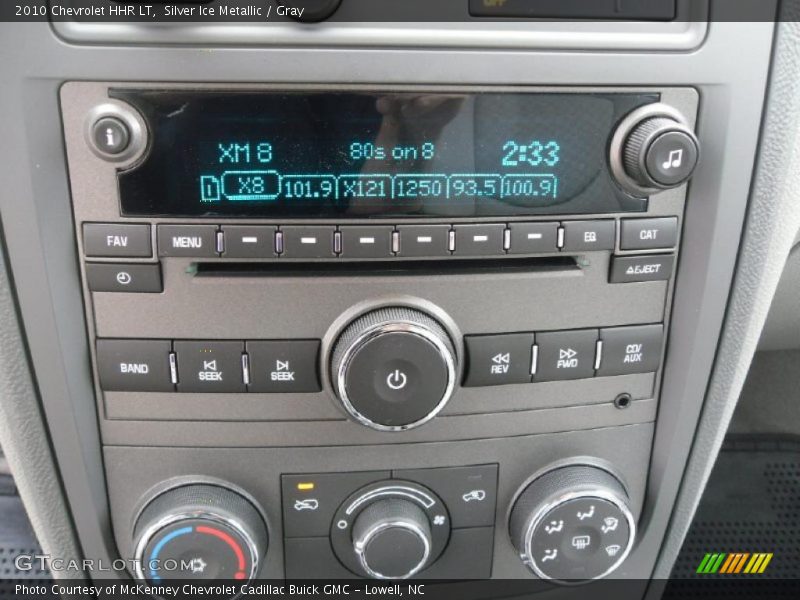 2010 Chevrolet HHR LT,  Silver Ice Metallic / Gray
OFF
XM 8 80s on 8 2:33
1 X8 101.9 X121 1250 93.5 100.9
i
FAV MENU EQ CAT
EJECT
BAND SEEK SEEK REV FWD CD/AUX
GTCarLot.com
Photo Courtesy of McKenney Chevrolet Cadillac Buick GMC - Lowell, NC